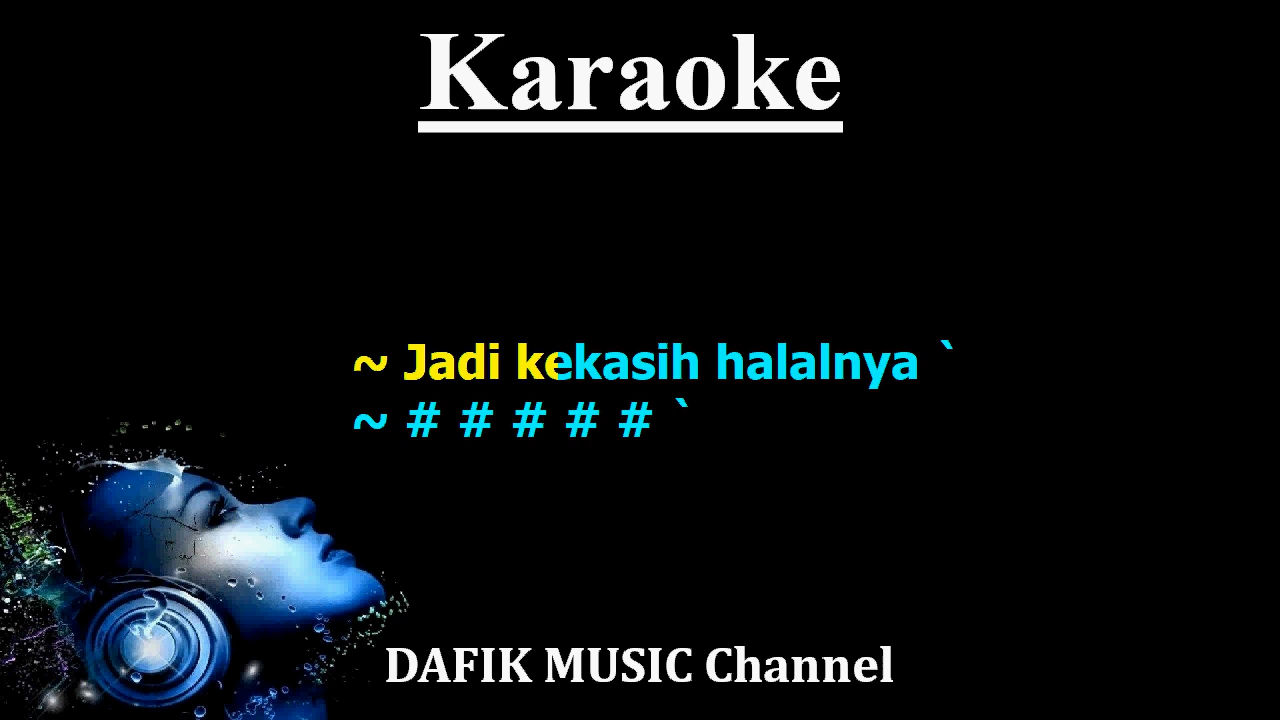 Karaoke
~ Jadi kekasih halalnya `
~ # # # # # `
DAFIK MUSIC Channel